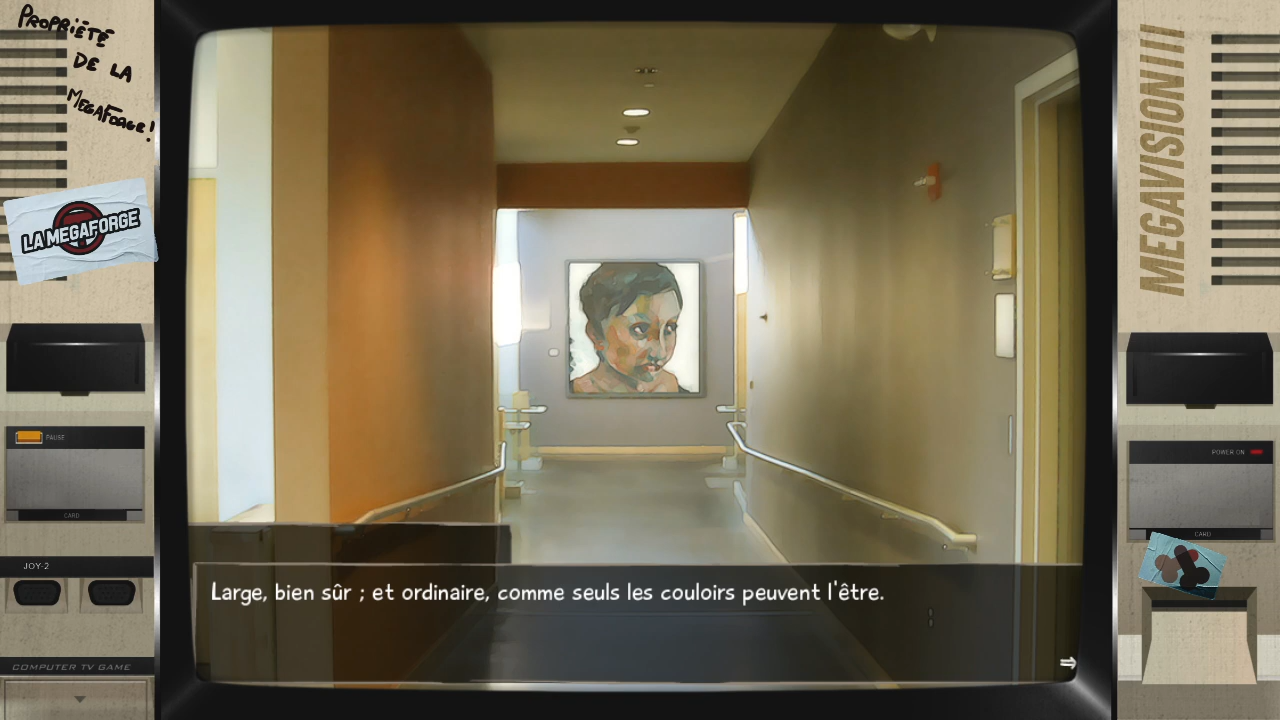 PROPRIÉTÉ
DE LA
MEGAFORGE!
LA MEGAFORGE
PAUSE
CARD
JOY-2
COMPUTER TV GAME
Large, bien sûr ; et ordinaire, comme seuls les couloirs peuvent l'être.
MEGAVISION
POWER ON
CARD